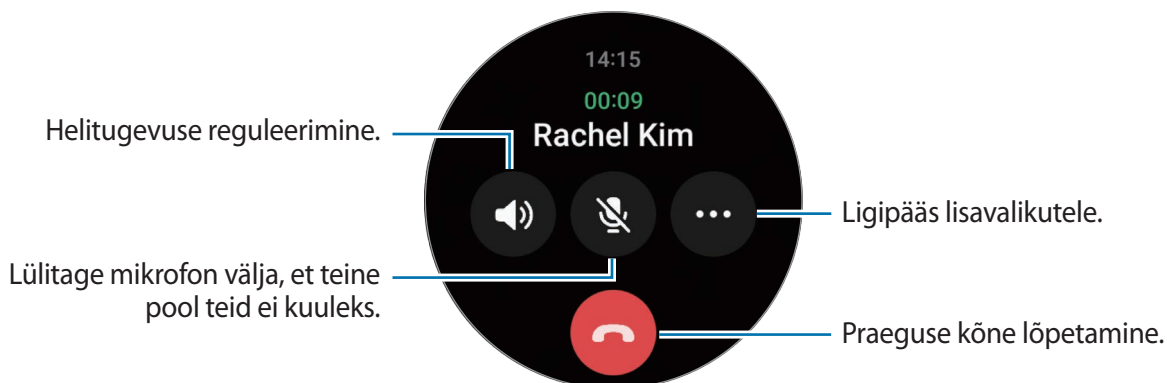 14:15
00:09
Rachel Kim
Helitugevuse reguleerimine.
Ligipääs lisavalikutele.
Lülitage mikrofon välja, et teine
pool teid ei kuuleks.
Praeguse kõne lõpetamine.